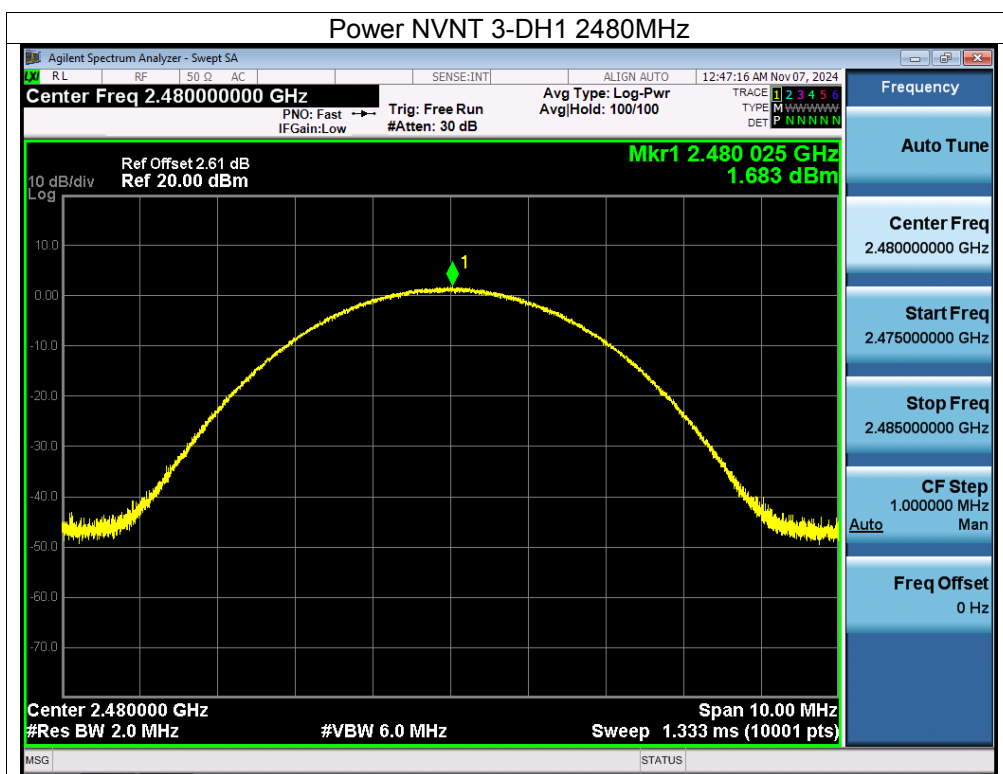 Power NVNT 3-DH1 2480MHz
Agilent Spectrum Analyzer - Swept SA
LXI RL RF 50 Ω AC SENSE:INT ALIGN AUTO 12:47:16 AM Nov 07, 2024
Center Freq 2.480000000 GHz
PNO: Fast
IFGain:Low
Trig: Free Run
#Atten: 30 dB
Avg Type: Log-Pwr
Avg|Hold: 100/100
TRACE 1 2 3 4 5 6
TYPE M WWWWW
DET P N N N N N
Mkr1 2.480 025 GHz
1.683 dBm
Ref Offset 2.61 dB
10 dB/div Ref 20.00 dBm
Log
10.0
1
0.00
-10.0
-20.0
-30.0
-40.0
-50.0
-60.0
-70.0
Center 2.480000 GHz Span 10.00 MHz
#Res BW 2.0 MHz #VBW 6.0 MHz Sweep 1.333 ms (10001 pts)
MSG STATUS
Frequency
Auto Tune
Center Freq
2.480000000 GHz
Start Freq
2.475000000 GHz
Stop Freq
2.485000000 GHz
CF Step
1.000000 MHz
Auto Man
Freq Offset
0 Hz